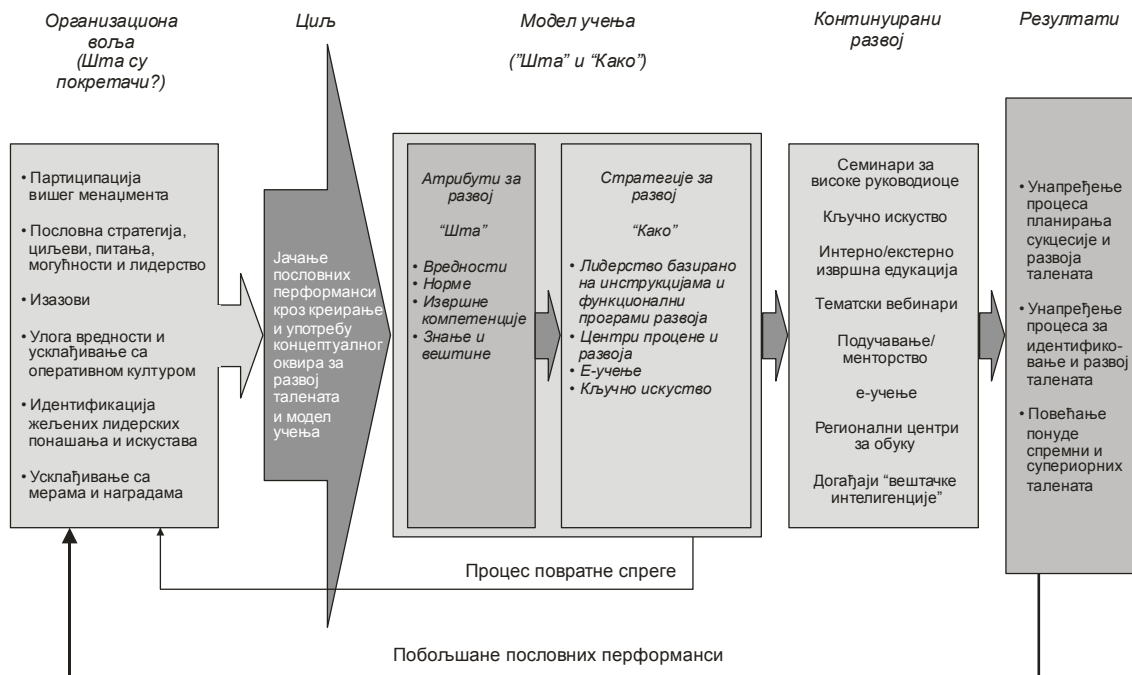 Организациона
воља
(Шта су
покретачи?)
Циљ
Модел учења
("Шта" и “Како”)
Континуирани
развој
Резултати
• Партиципација
вишег менаџмента
• Пословна стратегија,
циљеви, питања,
могућности и лидерство
• Изазови
• Улога вредности и
усклађивање са
оперативном културом
• Идентификација
жељених лидерских
понашања и искустава
• Усклађивање са
мерама и наградама
Јачање
пословних
перформанси
кроз креирање
и употребу
концептуалног
оквира за
развој
талената
и модел
учења
Атрибути за
развој
“Шта”
• Вредности
• Норме
• Извршне
компетенције
• Знање и
вештине
Стратегије за
развој
“Како”
• Лидерство базирано
на инструкцијама и
функционални
програми развоја
• Центри процене и
развоја
• Е-учење
• Кључно искуство
Семинари за
високе руководиоце
Кључно искуство
Интерно/екстерно
извршна едукација
Тематски вебинари
Подучавање/
менторство
е-учење
Регионални центри
за обуку
Догађаји “вештачке
интелигенције”
• Унапређење
процеса
планирања
сукцесије и
развоја
талената
• Унапређење
процеса за
идентифико-
вање и развој
талената
• Повећање
понуде
спремни и
супериорних
талената
Процес повратне спреге
Побољшане пословних перформанси